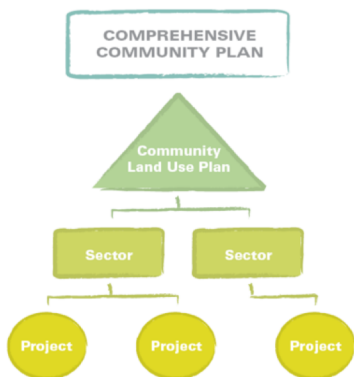 COMPREHENSIVE
COMMUNITY PLAN
Community
Land Use Plan
Sector
Sector
Project
Project
Project